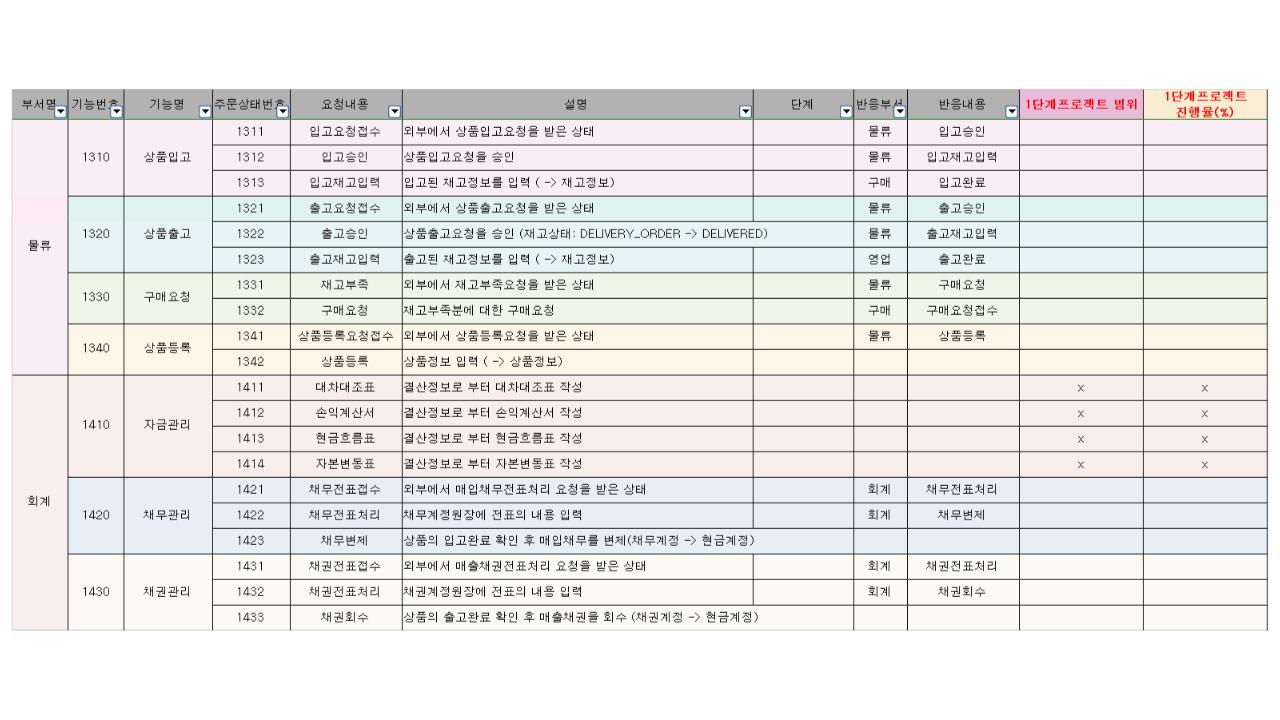 부서명 기능번호 기능명 주문상태번호 요청내용 설명 단계 반응부서 반응내용 1단계프로젝트 범위 1단계프로젝트 진행율(%)
물류 1310 상품입고 1311 입고요청접수 외부에서 상품입고요청을 받은 상태 물류 입고승인
1312 입고승인 상품입고요청을 승인 물류 입고재고입력
1313 입고재고입력 입고된 재고정보를 입력 ( -> 재고정보) 구매 입고완료
1320 상품출고 1321 출고요청접수 외부에서 상품출고요청을 받은 상태 물류 출고승인
1322 출고승인 상품출고요청을 승인 (재고상태: DELIVERY_ORDER -> DELIVERED) 물류 출고재고입력
1323 출고재고입력 출고된 재고정보를 입력 ( -> 재고정보) 영업 출고완료
1330 구매요청 1331 재고부족 외부에서 재고부족요청을 받은 상태 물류 구매요청
1332 구매요청 재고부족분에 대한 구매요청 구매 구매요청접수
1340 상품등록 1341 상품등록요청접수 외부에서 상품등록요청을 받은 상태 물류 상품등록
1342 상품등록 상품정보 입력 ( -> 상품정보)
회계 1410 자금관리 1411 대차대조표 결산정보로 부터 대차대조표 작성 x x
1412 손익계산서 결산정보로 부터 손익계산서 작성 x x
1413 현금흐름표 결산정보로 부터 현금흐름표 작성 x x
1414 자본변동표 결산정보로 부터 자본변동표 작성 x x
1420 채무관리 1421 채무전표접수 외부에서 매입채무전표처리 요청을 받은 상태 회계 채무전표처리
1422 채무전표처리 채무계정원장에 전표의 내용 입력 회계 채무변제
1423 채무변제 상품의 입고완료 확인 후 매입채무를 변제(채무계정 -> 현금계정)
1430 채권관리 1431 채권전표접수 외부에서 매출채권전표처리 요청을 받은 상태 회계 채권전표처리
1432 채권전표처리 채권계정원장에 전표의 내용 입력 회계 채권회수
1433 채권회수 상품의 출고완료 확인 후 매출채권을 회수 (채권계정 -> 현금계정)